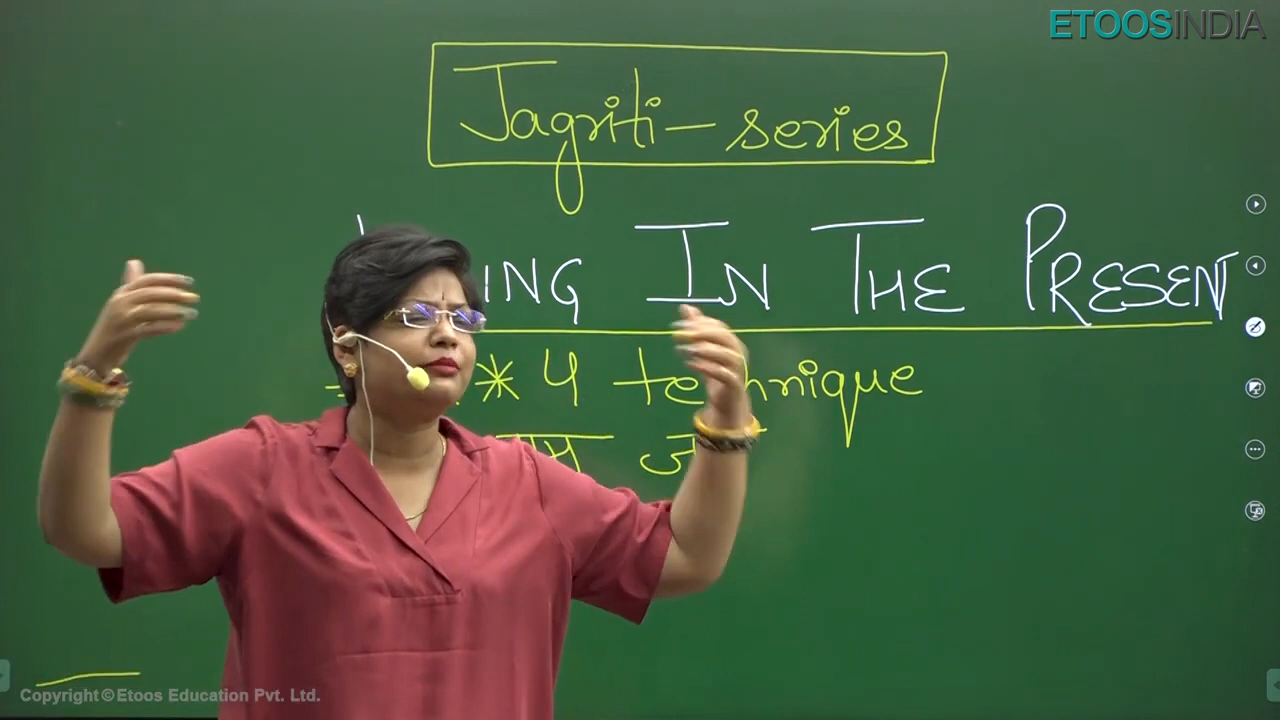 ETOOSINDIA
Jagriti - series
ING IN THE PRESENT
* 4 technique
Copyright © Etoos Education Pvt. Ltd.